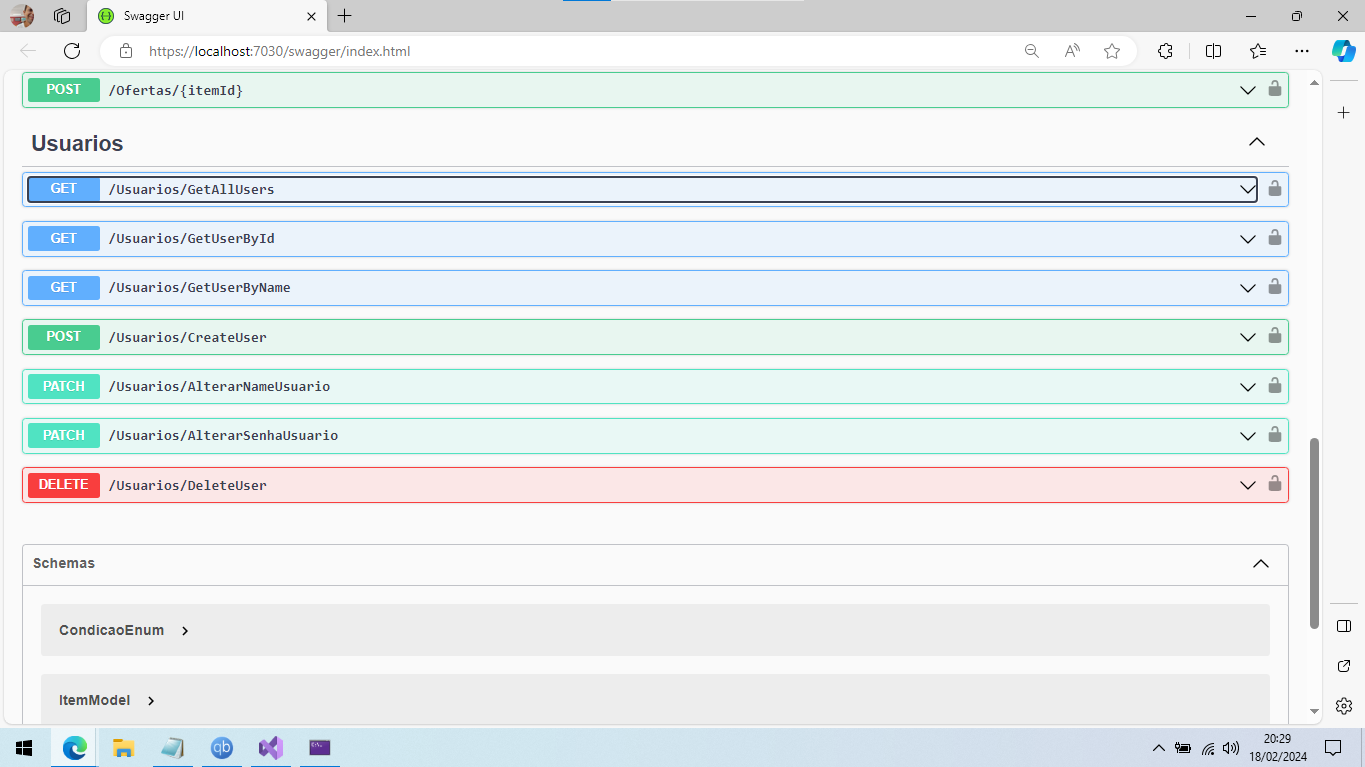 Swagger UI
https://localhost:7030/swagger/index.html
POST /Ofertas/{itemId}
Usuarios
GET /Usuarios/GetAllUsers
GET /Usuarios/GetUserById
GET /Usuarios/GetUserByName
POST /Usuarios/CreateUser
PATCH /Usuarios/AlterarNameUsuario
PATCH /Usuarios/AlterarSenhaUsuario
DELETE /Usuarios/DeleteUser
Schemas
CondicaoEnum
ItemModel
qb
20:29
18/02/2024